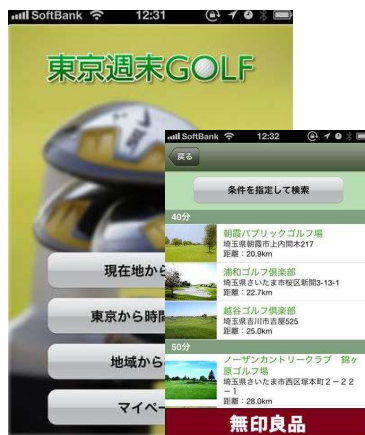 SoftBank 12:31
東京週末GOLF
現在地から
東京から時間
地域から
マイペー
SoftBank 12:32
戻る
条件を指定して検索
40分
朝霞パブリックゴルフ場
埼玉県朝霞市上内間木217
距離：20.9km
浦和ゴルフ倶楽部
埼玉県さいたま市桜区新開3-13-1
距離：22.7km
越谷ゴルフ倶楽部
埼玉県吉川市吉屋525
距離：25.0km
50分
ノーザンカントリークラブ 錦ヶ
原ゴルフ場
埼玉県さいたま市西区塚本町２－２２
－１
距離：28.0km
無印良品